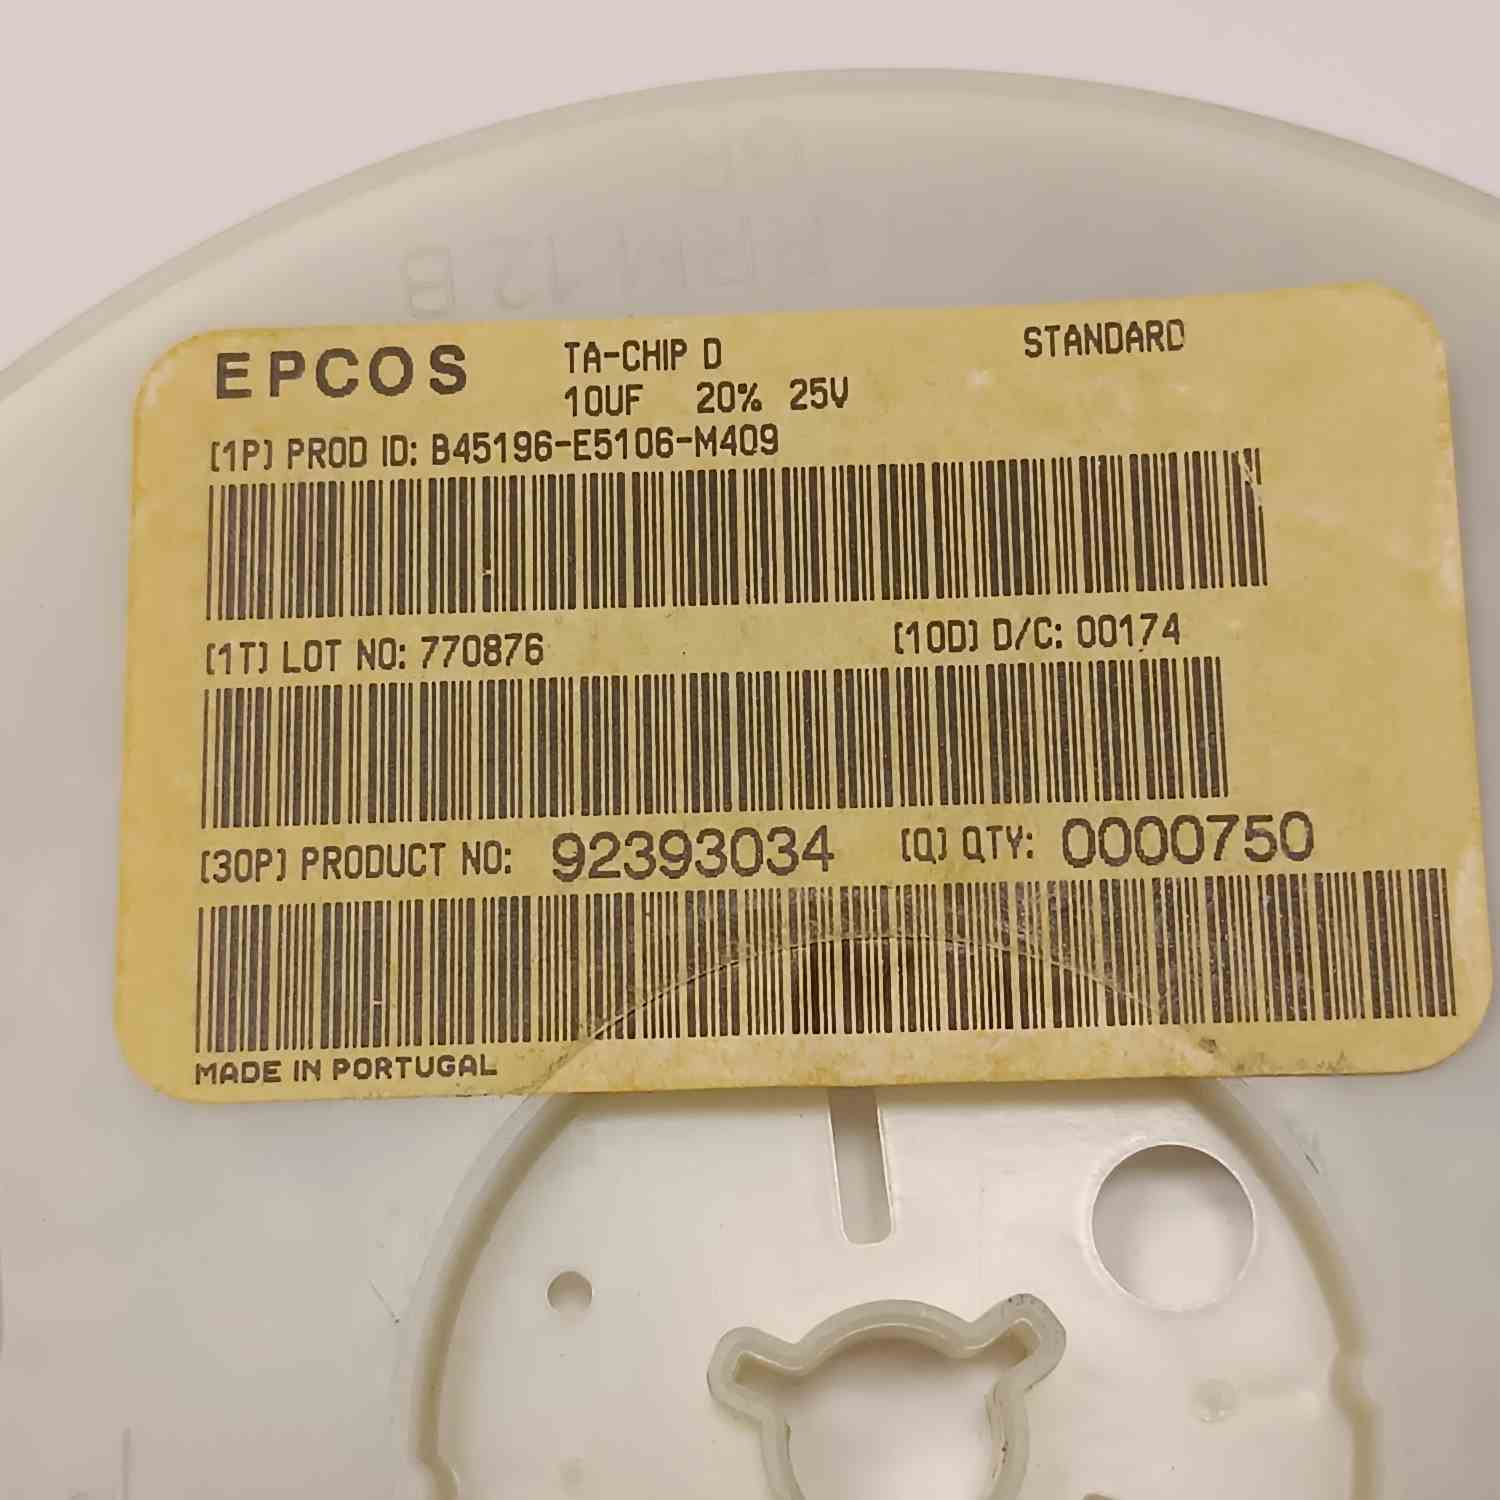 EPCOS TA-CHIP D STANDARD
10UF 20% 25V
(1P) PROD ID: B45196-E5106-M409
(1T) LOT NO: 770876 (10D) D/C: 00174
(30P) PRODUCT NO: 92393034 (Q) QTY: 0000750
MADE IN PORTUGAL